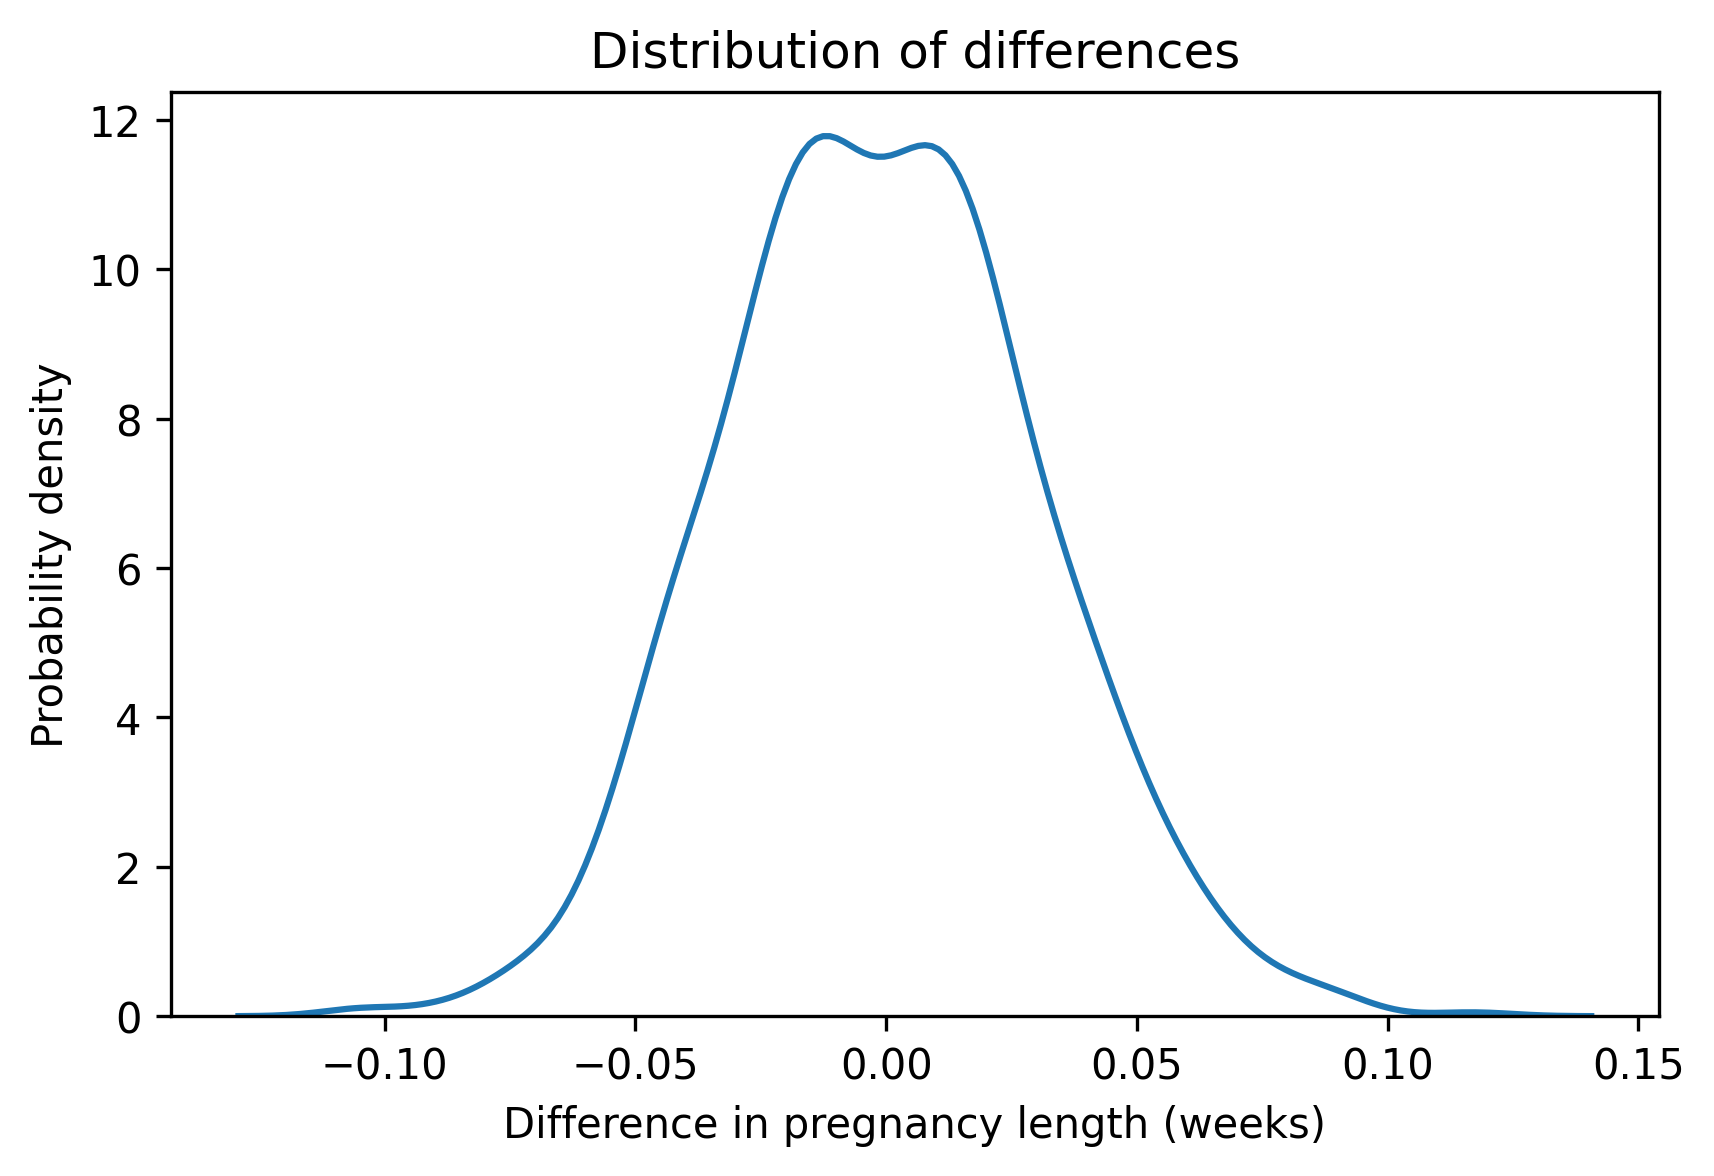 Distribution of differences
12
10
8
6
4
2
0
Probability density
−0.10 −0.05 0.00 0.05 0.10 0.15
Difference in pregnancy length (weeks)